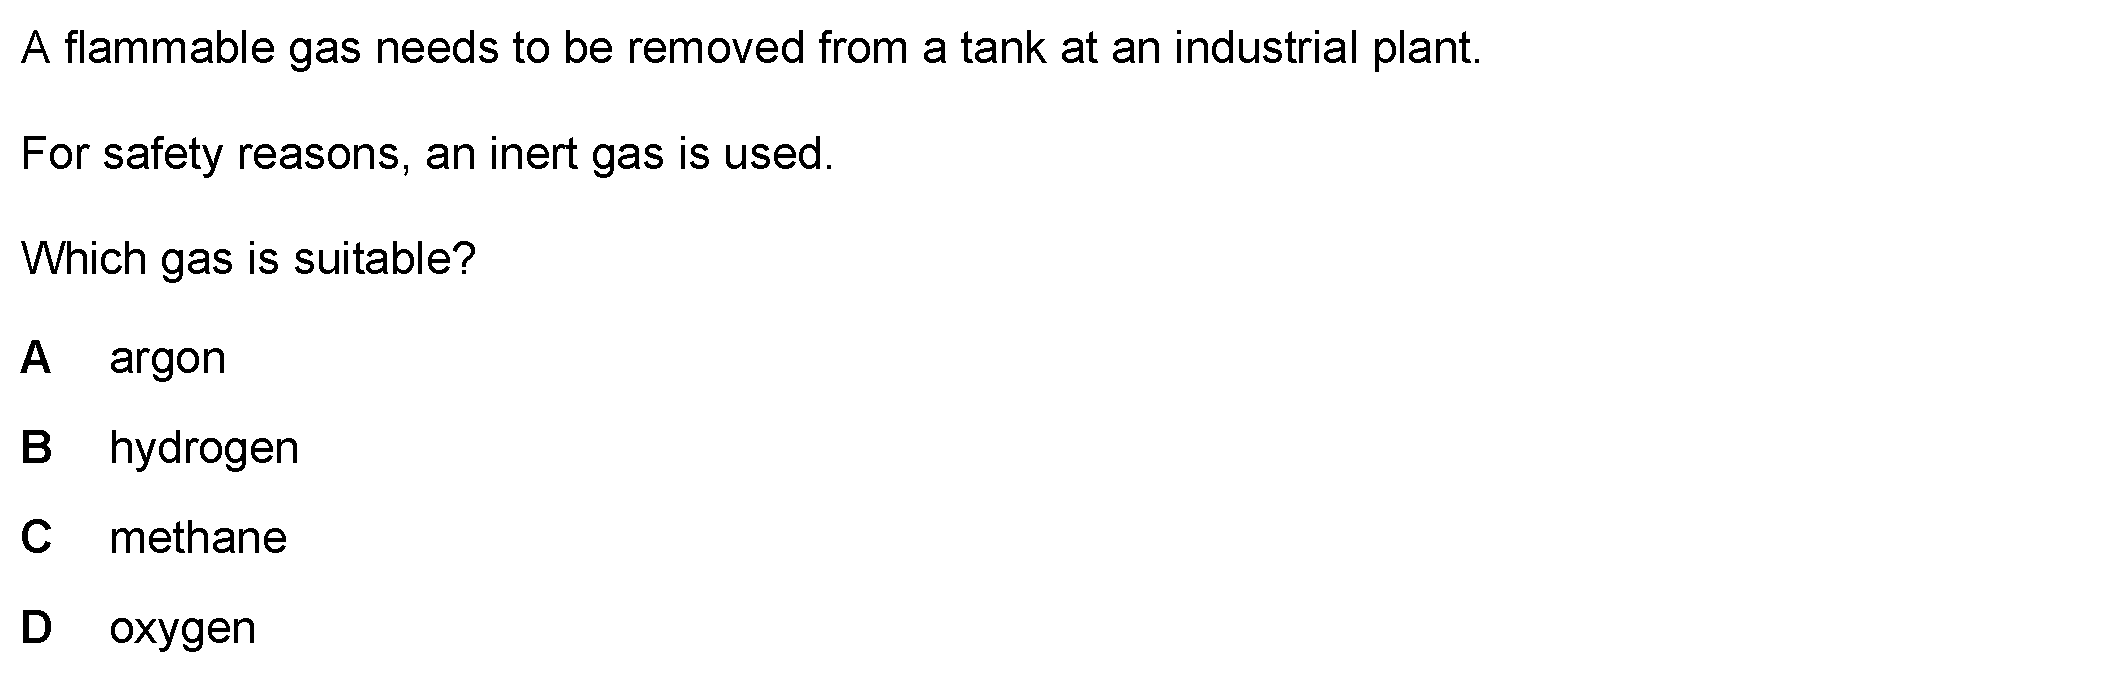 A flammable gas needs to be removed from a tank at an industrial plant.
For safety reasons, an inert gas is used.
Which gas is suitable?
A argon
B hydrogen
C methane
D oxygen